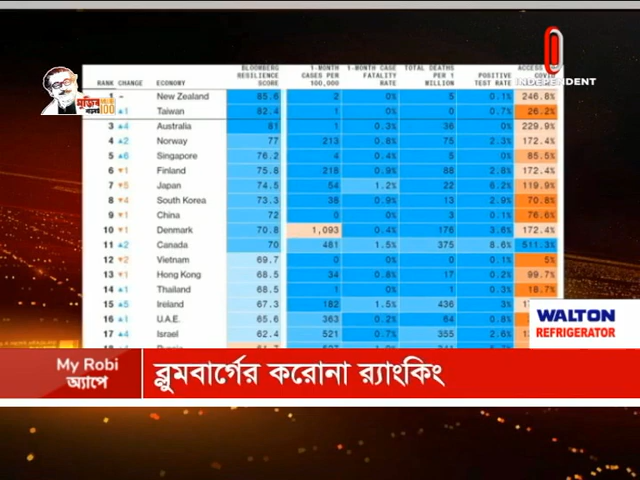 INDEPENDENT
মুজিব
100
RANK CHANGE ECONOMY BLOOMBERG RESILIENCE SCORE 1-MONTH CASES PER 100,000 1-MONTH CASE FATALITY RATE TOTAL DEATHS PER 1 MILLION POSITIVE TEST RATE ACCESS COVID
1 – New Zealand 85.6 2 0% 5 0.1% 246.8%
▲1 Taiwan 82.4 1 0% 0 0.7% 26.2%
3 ▲4 Australia 81 1 0.3% 36 0% 229.9%
4 ▲2 Norway 77 213 0.8% 75 2.3% 172.4%
5 ▲6 Singapore 76.2 4 0.4% 5 0% 85.5%
6 ▼1 Finland 75.8 218 0.9% 88 2.8% 172.4%
7 ▼5 Japan 74.5 54 1.2% 22 6.2% 119.9%
8 ▼4 South Korea 73.3 38 0.9% 13 2.9% 70.8%
9 ▼1 China 72 0 0% 3 0.1% 76.6%
10 ▼1 Denmark 70.8 1,093 0.4% 176 3.6% 172.4%
11 ▲2 Canada 70 481 1.5% 375 8.6% 511.3%
12 ▼2 Vietnam 69.7 0 0% 0 0.1% 5%
13 ▼1 Hong Kong 68.5 34 0.8% 17 0.2% 99.7%
14 ▲1 Thailand 68.5 1 0% 1 0.3% 18.7%
15 ▲5 Ireland 67.3 182 1.5% 436 3%
16 ▲1 U.A.E. 65.6 363 0.2% 64 0.8%
17 ▲4 Israel 62.4 521 0.7% 355 2.6%
WALTON
REFRIGERATOR
My Robi
অ্যাপে
ব্লুমবার্গের করোনা র‍্যাংকিং